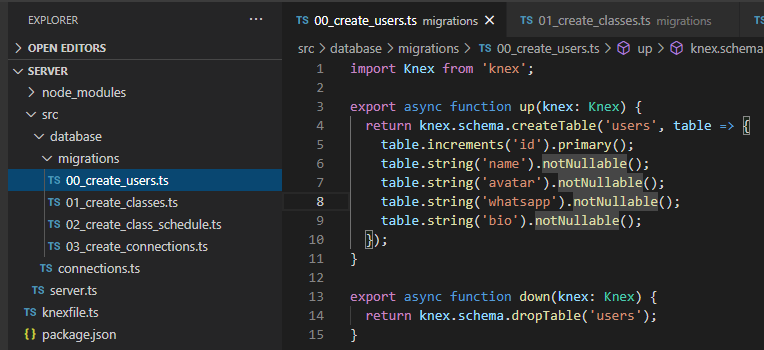 EXPLORER ···
OPEN EDITORS
SERVER
node_modules
src
database
migrations
TS 00_create_users.ts
TS 01_create_classes.ts
TS 02_create_class_schedule.ts
TS 03_create_connections.ts
TS connections.ts
TS server.ts
TS knexfile.ts
{ } package.json
TS 00_create_users.ts migrations × TS 01_create_classes.ts migrations TS
src > database > migrations > TS 00_create_users.ts > up > knex.schema
1 import Knex from 'knex';
2
3 export async function up(knex: Knex) {
4 return knex.schema.createTable('users', table => {
5 table.increments('id').primary();
6 table.string('name').notNullable();
7 table.string('avatar').notNullable();
8 table.string('whatsapp').notNullable();
9 table.string('bio').notNullable();
10 });
11 }
12
13 export async function down(knex: Knex) {
14 return knex.schema.dropTable('users');
15 }